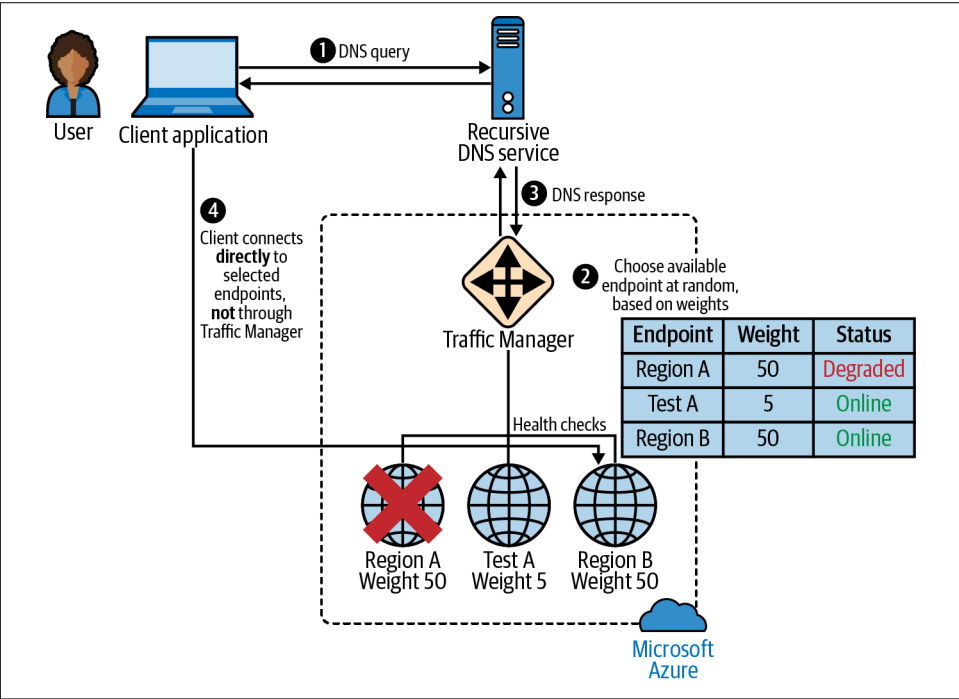 1 DNS query
User
Client application
Recursive
DNS service
3 DNS response
4
Client connects
directly to
selected
endpoints,
not through
Traffic Manager
2 Choose available
endpoint at random,
based on weights
Traffic Manager
Endpoint Weight Status
Region A 50 Degraded
Test A 5 Online
Region B 50 Online
Health checks
Region A
Weight 50
Test A
Weight 5
Region B
Weight 50
Microsoft
Azure